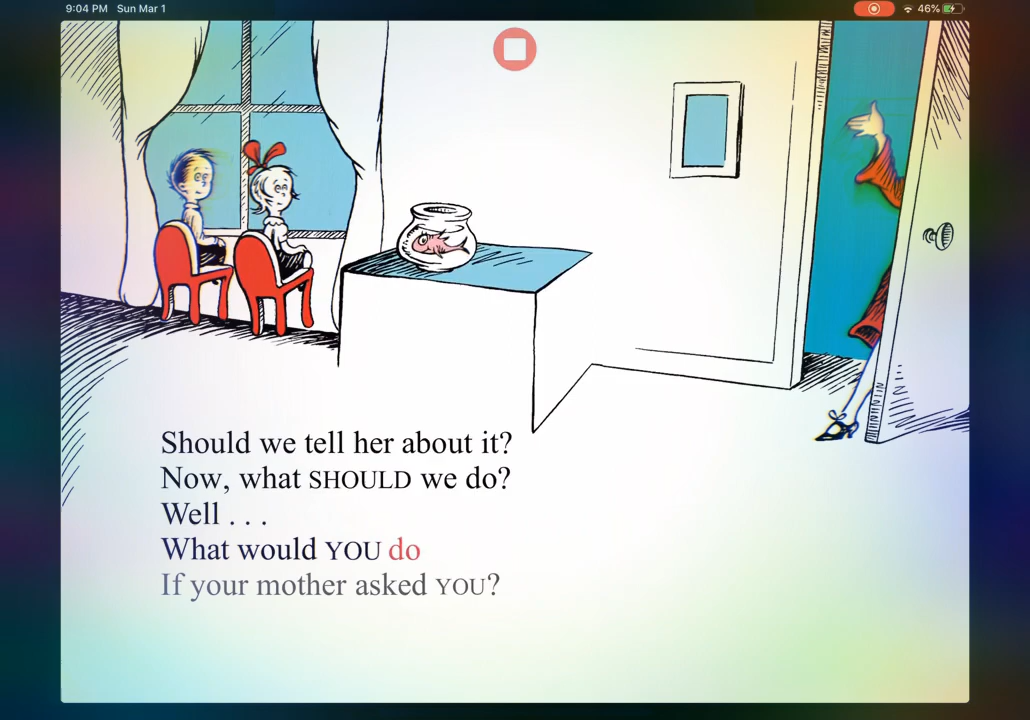 9:04 PM Sun Mar 1 46%
Should we tell her about it?
Now, what SHOULD we do?
Well . . .
What would YOU do
If your mother asked YOU?